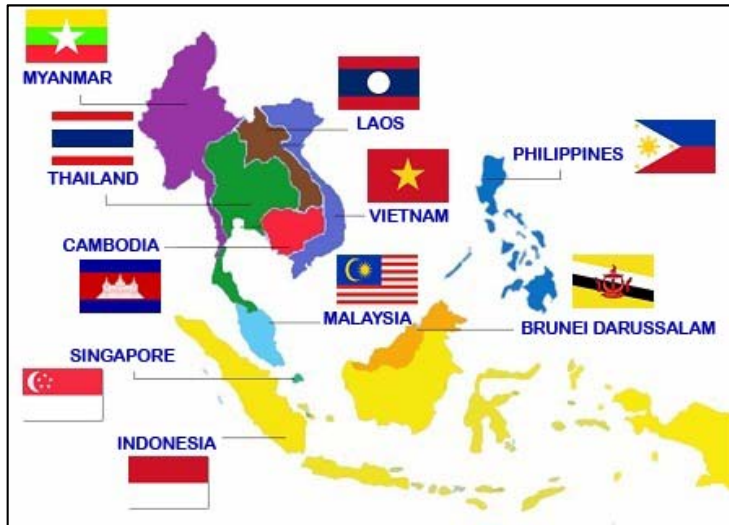 MYANMAR
LAOS
THAILAND
PHILIPPINES
VIETNAM
CAMBODIA
MALAYSIA
BRUNEI DARUSSALAM
SINGAPORE
INDONESIA